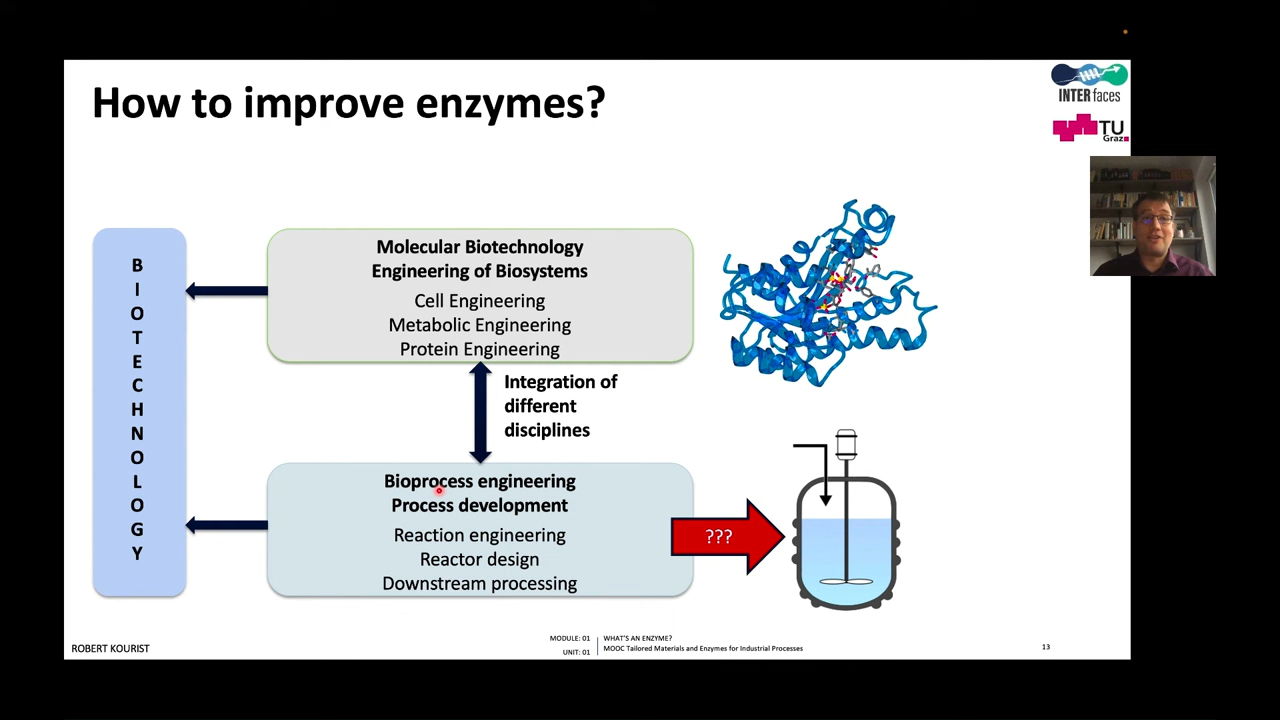 How to improve enzymes?
INTERfaces
TU
Graz
B
I
O
T
E
C
H
N
O
L
O
G
Y
Molecular Biotechnology
Engineering of Biosystems
Cell Engineering
Metabolic Engineering
Protein Engineering
Integration of
different
disciplines
Bioprocess engineering
Process development
Reaction engineering
Reactor design
Downstream processing
???
ROBERT KOURIST
MODULE: 01
UNIT: 01
WHAT'S AN ENZYME?
MOOC Tailored Materials and Enzymes for Industrial Processes
13